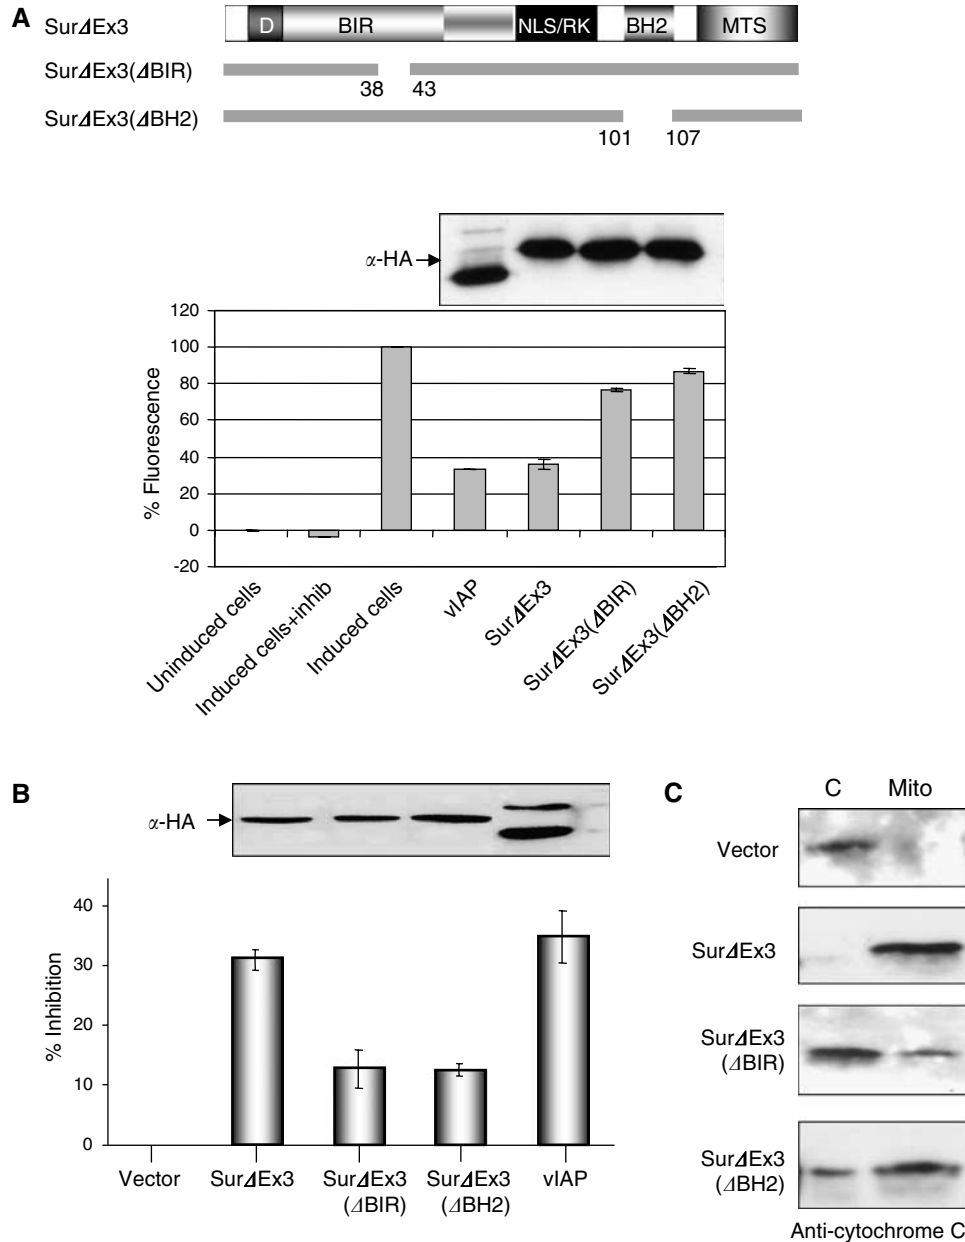 A
SurΔEx3
D BIR NLS/RK BH2 MTS
SurΔEx3(ΔBIR)
38 43
SurΔEx3(ΔBH2)
101 107
α-HA
120
100
80
60
40
20
0
-20
% Fluorescence
Uninduced cells
Induced cells+inhib
Induced cells
vIAP
SurΔEx3
SurΔEx3(ΔBIR)
SurΔEx3(ΔBH2)
B
α-HA
40
30
20
10
0
% Inhibition
Vector
SurΔEx3
SurΔEx3
(ΔBIR)
SurΔEx3
(ΔBH2)
vIAP
C
C Mito
Vector
SurΔEx3
SurΔEx3
(ΔBIR)
SurΔEx3
(ΔBH2)
Anti-cytochrome C